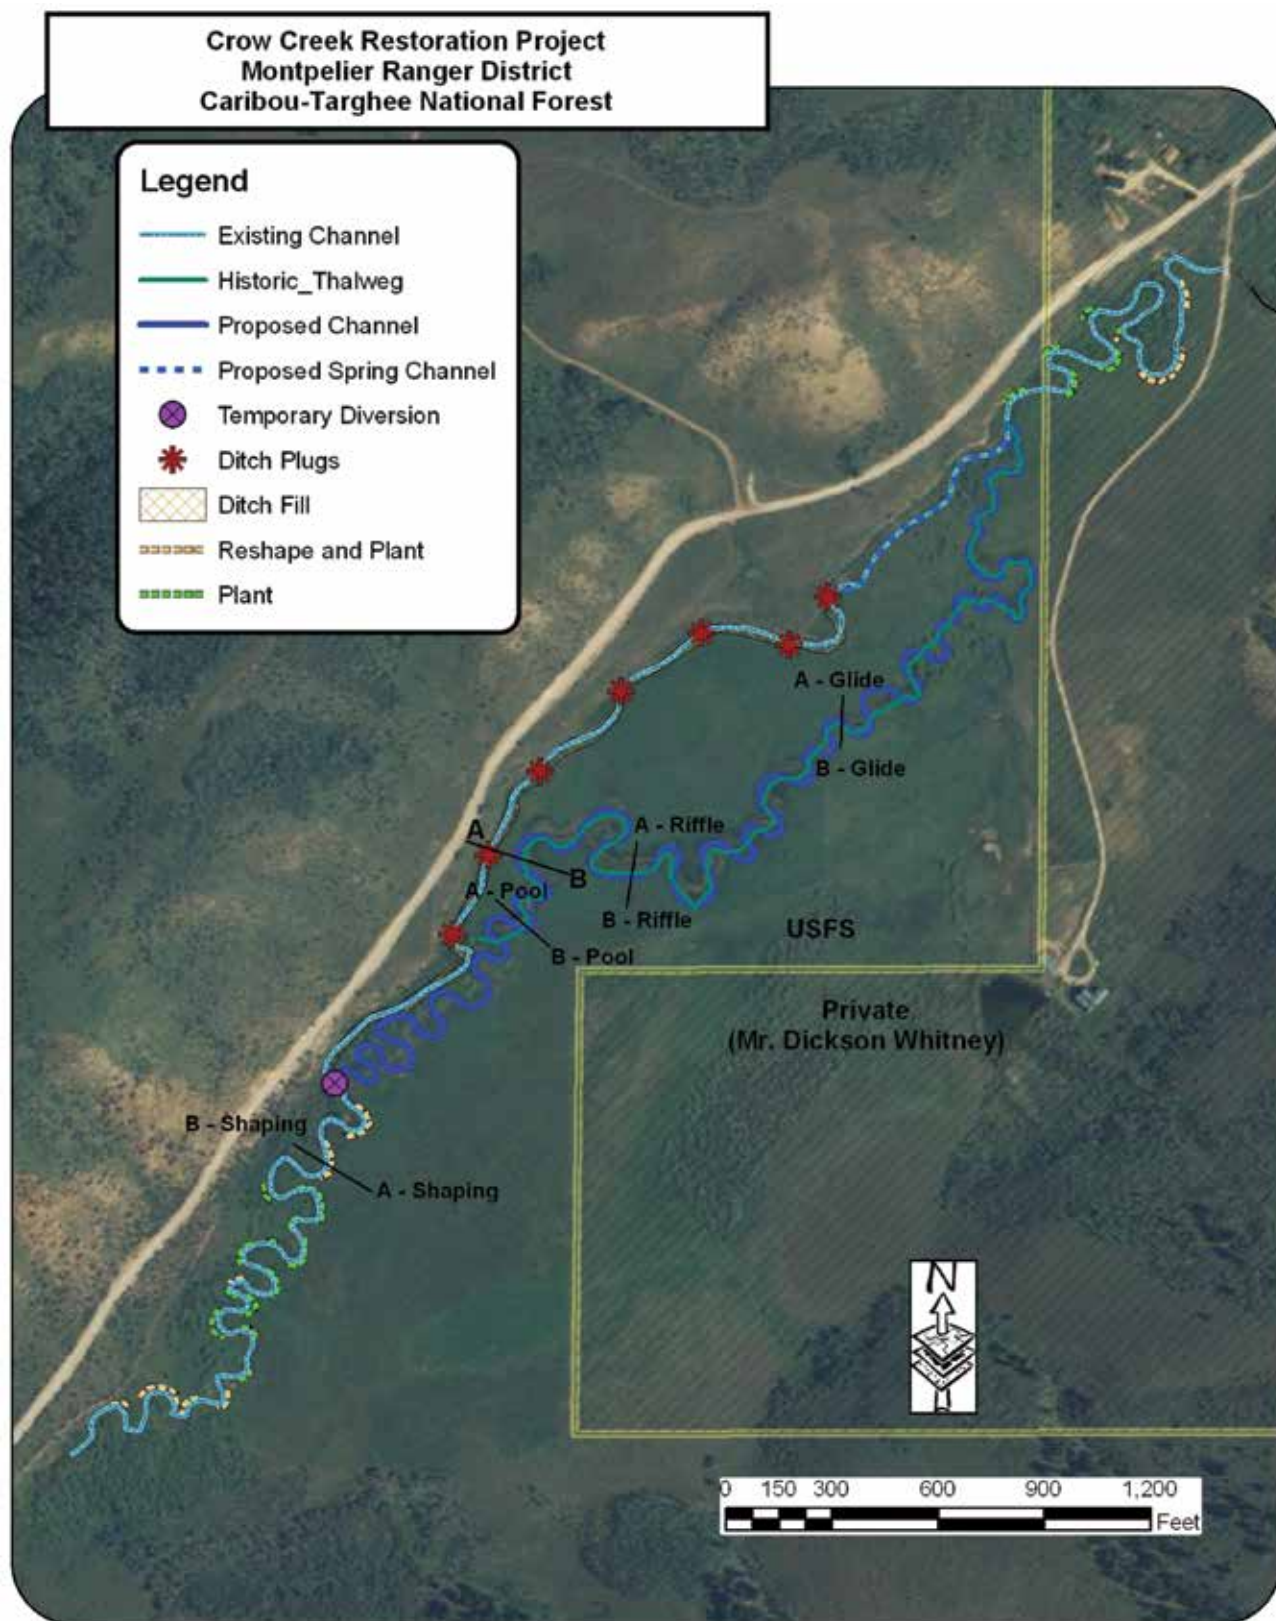 Crow Creek Restoration Project
Montpelier Ranger District
Caribou-Targhee National Forest
Legend
Existing Channel
Historic_Thalweg
Proposed Channel
Proposed Spring Channel
Temporary Diversion
Ditch Plugs
Ditch Fill
Reshape and Plant
Plant
A - Glide
B - Glide
A
A - Riffle
B
A - Pool
B - Riffle
B - Pool
USFS
Private
(Mr. Dickson Whitney)
B - Shaping
A - Shaping
N
0 150 300 600 900 1,200
Feet